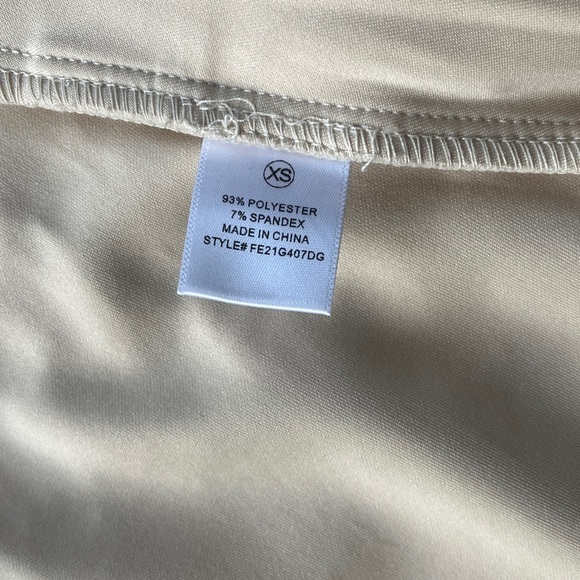 XS
93% POLYESTER
7% SPANDEX
MADE IN CHINA
STYLE# FE21G407DG